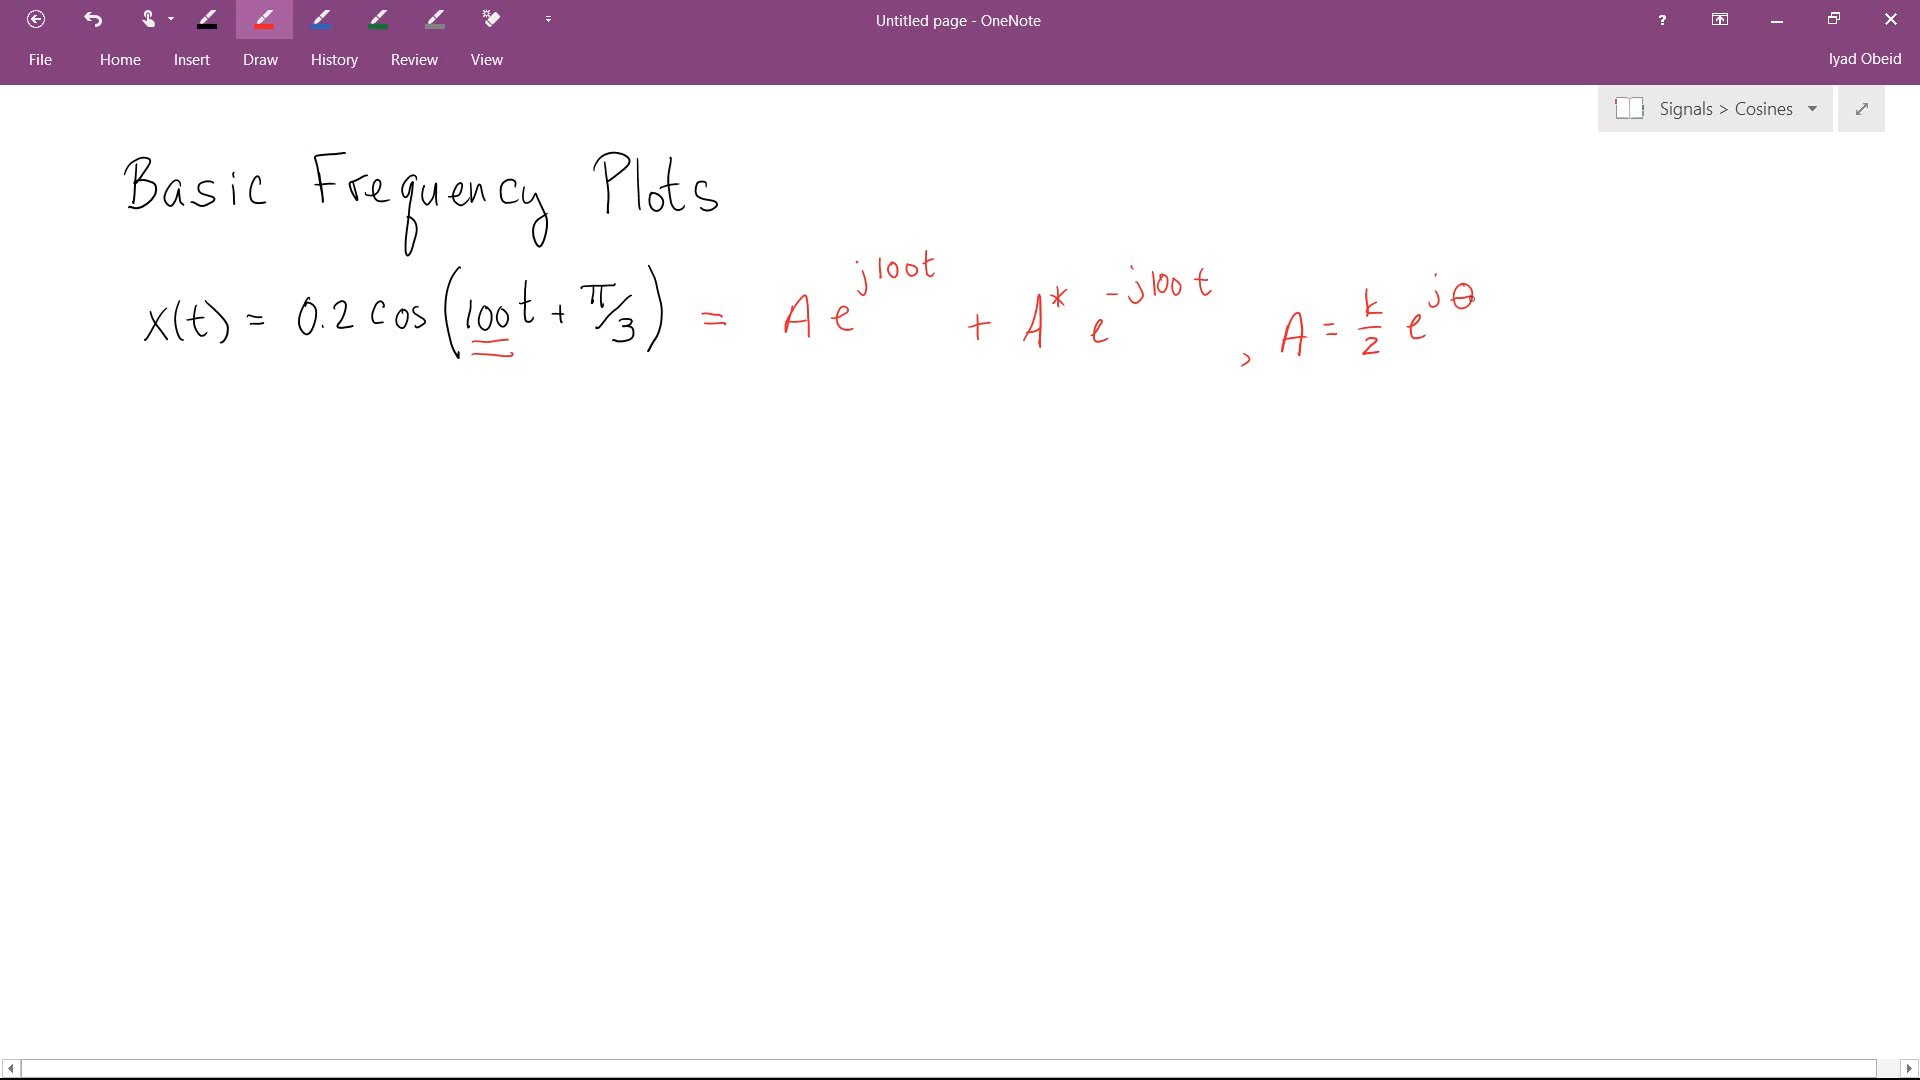 Untitled page - OneNote
File Home Insert Draw History Review View
Iyad Obeid
Signals > Cosines
Basic Frequency Plots
x(t) = 0.2 cos(100t + π/3) = A e^{j100t} + A* e^{-j100t}, A = k/2 e^{jθ}